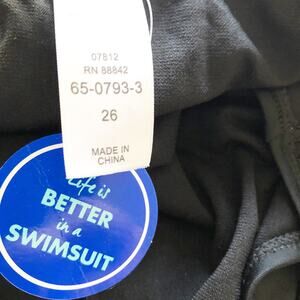 07812
RN 88842
65-0793-3
26
MADE IN
CHINA
Life is
BETTER
in a
SWIMSUIT